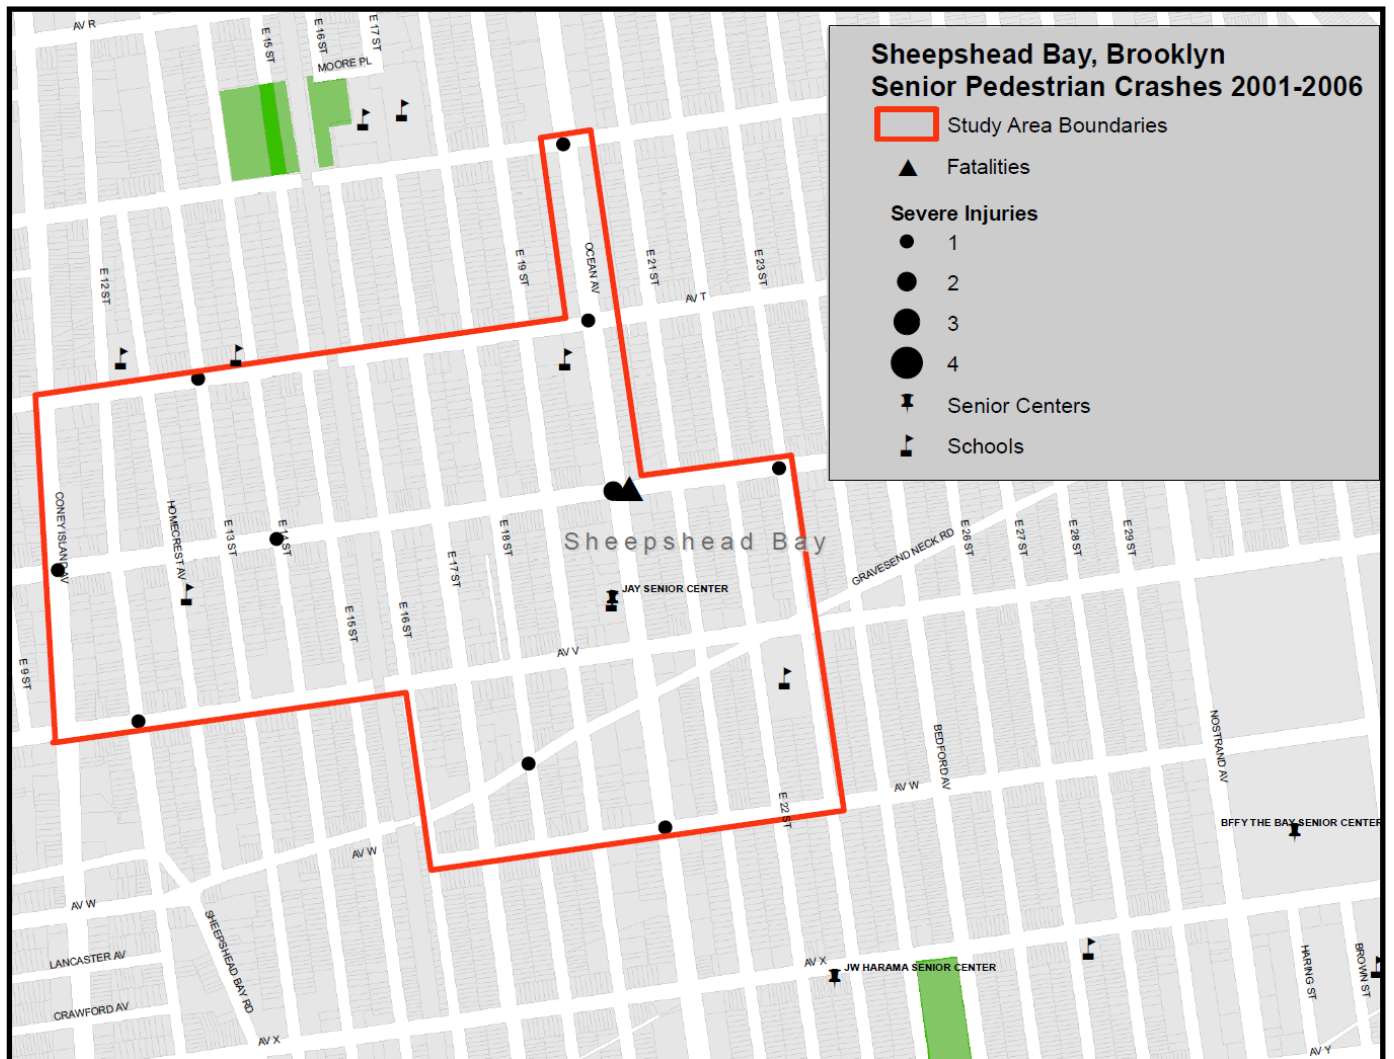 Sheepshead Bay, Brooklyn
Senior Pedestrian Crashes 2001-2006
Study Area Boundaries
Fatalities
Severe Injuries
1
2
3
4
Senior Centers
Schools
AV R
E 15 ST
E 16 ST
E 17 ST
MOORE PL
E 12 ST
E 19 ST
OCEAN AV
E 21 ST
E 23 ST
AV T
CONEY ISLAND AV
HOMECREST AV
E 13 ST
E 14 ST
E 17 ST
E 18 ST
Sheepshead Bay
GRAVESEND NECK RD
E 26 ST
E 27 ST
E 28 ST
E 29 ST
JAY SENIOR CENTER
E 15 ST
E 16 ST
E 9 ST
AV V
BEDFORD AV
NOSTRAND AV
AV W
E 22 ST
BFFY THE BAY SENIOR CENTER
AV W
AV W
SHEEPSHEAD BAY RD
LANCASTER AV
CRAWFORD AV
AV X
AV X
JW HARAMA SENIOR CENTER
HARING ST
BROWN ST
AV Y